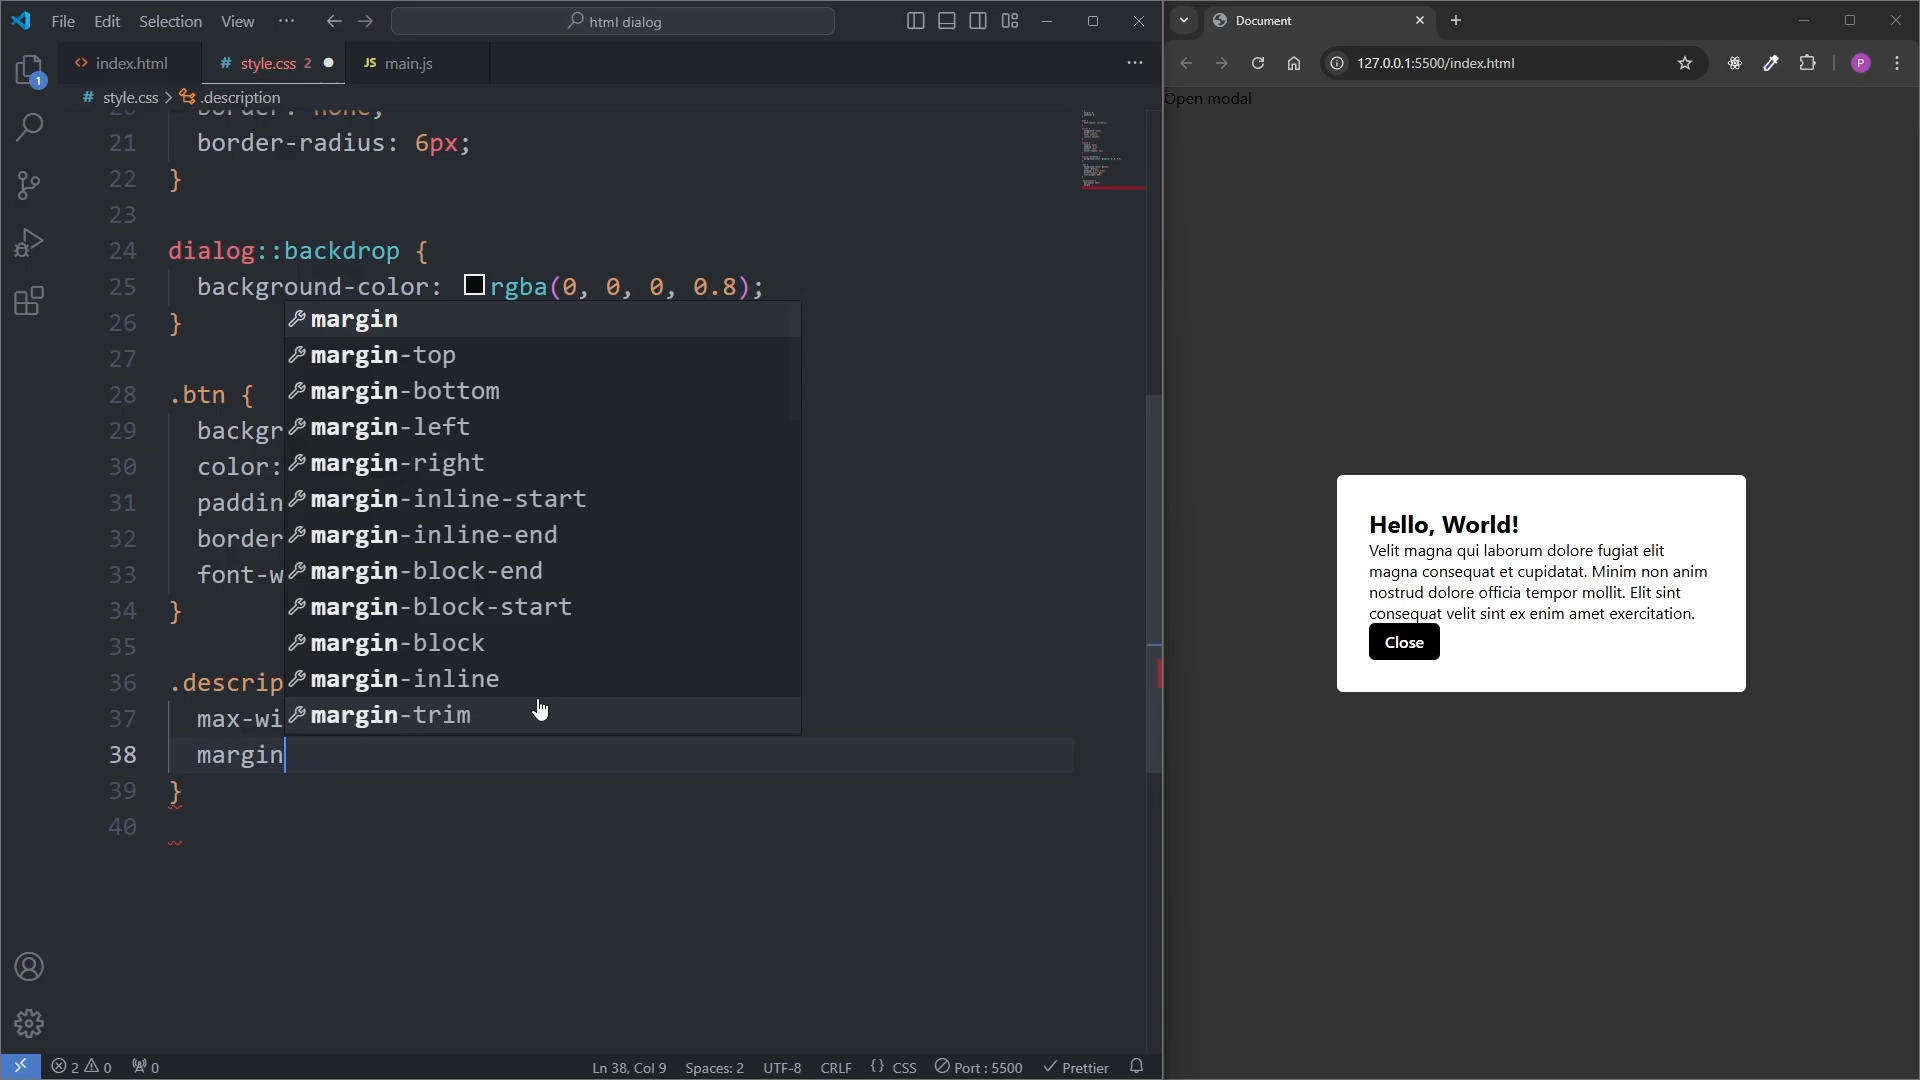 File Edit Selection View ··· html dialog
Document
index.html style.css 2 main.js
127.0.0.1:5500/index.html P
style.css > .description
Open modal
20 border: none;
21 border-radius: 6px;
22 }
23
24 dialog::backdrop {
25 background-color: rgba(0, 0, 0, 0.8);
26 }
27
28 .btn {
29 backgr
30 color:
31 paddin
32 border
33 font-w
34 }
35
36 .descrip
37 max-wi
38 margin
39 }
40
margin
margin-top
margin-bottom
margin-left
margin-right
margin-inline-start
margin-inline-end
margin-block-end
margin-block-start
margin-block
margin-inline
margin-trim
Hello, World!
Velit magna qui laborum dolore fugiat elit
magna consequat et cupidatat. Minim non anim
nostrud dolore officia tempor mollit. Elit sint
consequat velit sint ex enim amet exercitation.
Close
1
2 0 0 Ln 38, Col 9 Spaces: 2 UTF-8 CRLF {} CSS Port : 5500 Prettier